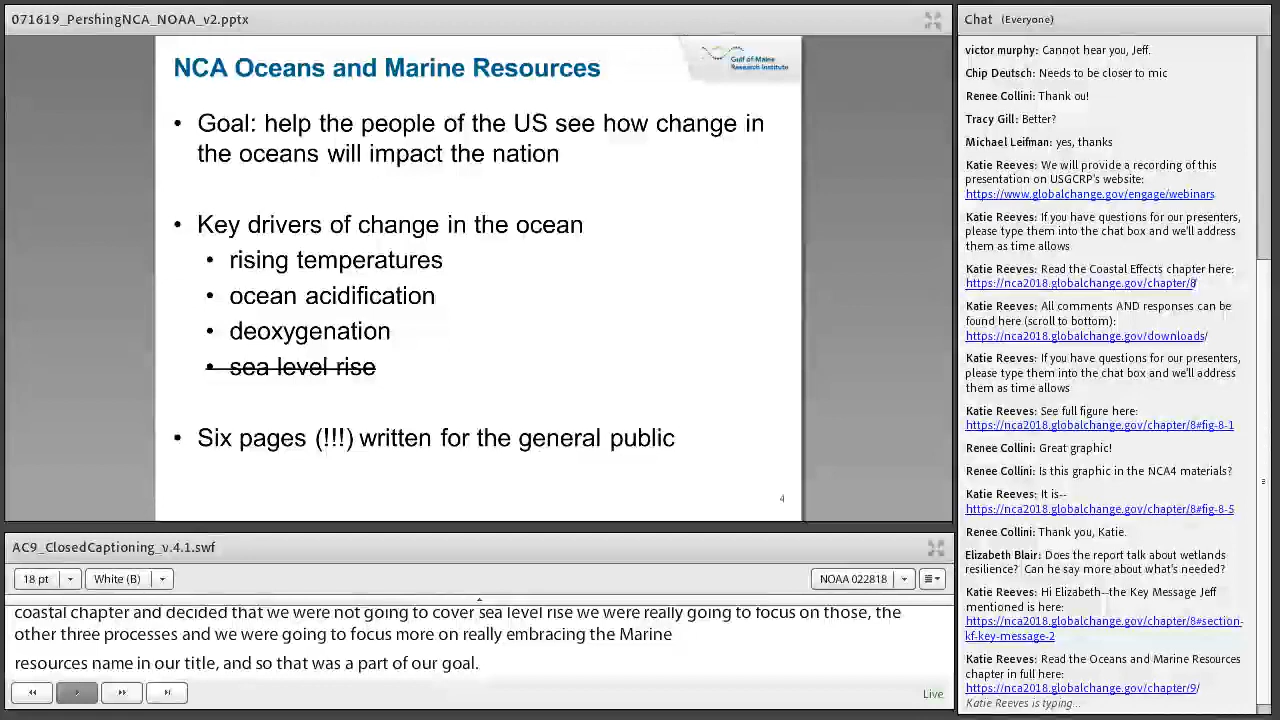 071619_PershingNCA_NOAA_v2.pptx
NCA Oceans and Marine Resources
Gulf of Maine
Research Institute
• Goal: help the people of the US see how change in
the oceans will impact the nation
• Key drivers of change in the ocean
• rising temperatures
• ocean acidification
• deoxygenation
• sea level rise
• Six pages (!!!) written for the general public
4
AC9_ClosedCaptioning_v.4.1.swf
18 pt
White (B)
NOAA 022818
coastal chapter and decided that we were not going to cover sea level rise we were really going to focus on those, the
other three processes and we were going to focus more on really embracing the Marine
resources name in our title, and so that was a part of our goal.
Live
Chat (Everyone)
victor murphy: Cannot hear you, Jeff.
Chip Deutsch: Needs to be closer to mic
Renee Collini: Thank ou!
Tracy Gill: Better?
Michael Leifman: yes, thanks
Katie Reeves: We will provide a recording of this
presentation on USGCRP's website:
https://www.globalchange.gov/engage/webinars
Katie Reeves: If you have questions for our presenters,
please type them into the chat box and we'll address
them as time allows
Katie Reeves: Read the Coastal Effects chapter here:
https://nca2018.globalchange.gov/chapter/8/
Katie Reeves: All comments AND responses can be
found here (scroll to bottom):
https://nca2018.globalchange.gov/downloads/
Katie Reeves: If you have questions for our presenters,
please type them into the chat box and we'll address
them as time allows
Katie Reeves: See full figure here:
https://nca2018.globalchange.gov/chapter/8#fig-8-1
Renee Collini: Great graphic!
Renee Collini: Is this graphic in the NCA4 materials?
Katie Reeves: It is--
https://nca2018.globalchange.gov/chapter/8#fig-8-5
Renee Collini: Thank you, Katie.
Elizabeth Blair: Does the report talk about wetlands
resilience? Can he say more about what's needed?
Katie Reeves: Hi Elizabeth--the Key Message Jeff
mentioned is here:
https://nca2018.globalchange.gov/chapter/8#section-
kf-key-message-2
Katie Reeves: Read the Oceans and Marine Resources
chapter in full here:
https://nca2018.globalchange.gov/chapter/9/
Katie Reeves is typing...